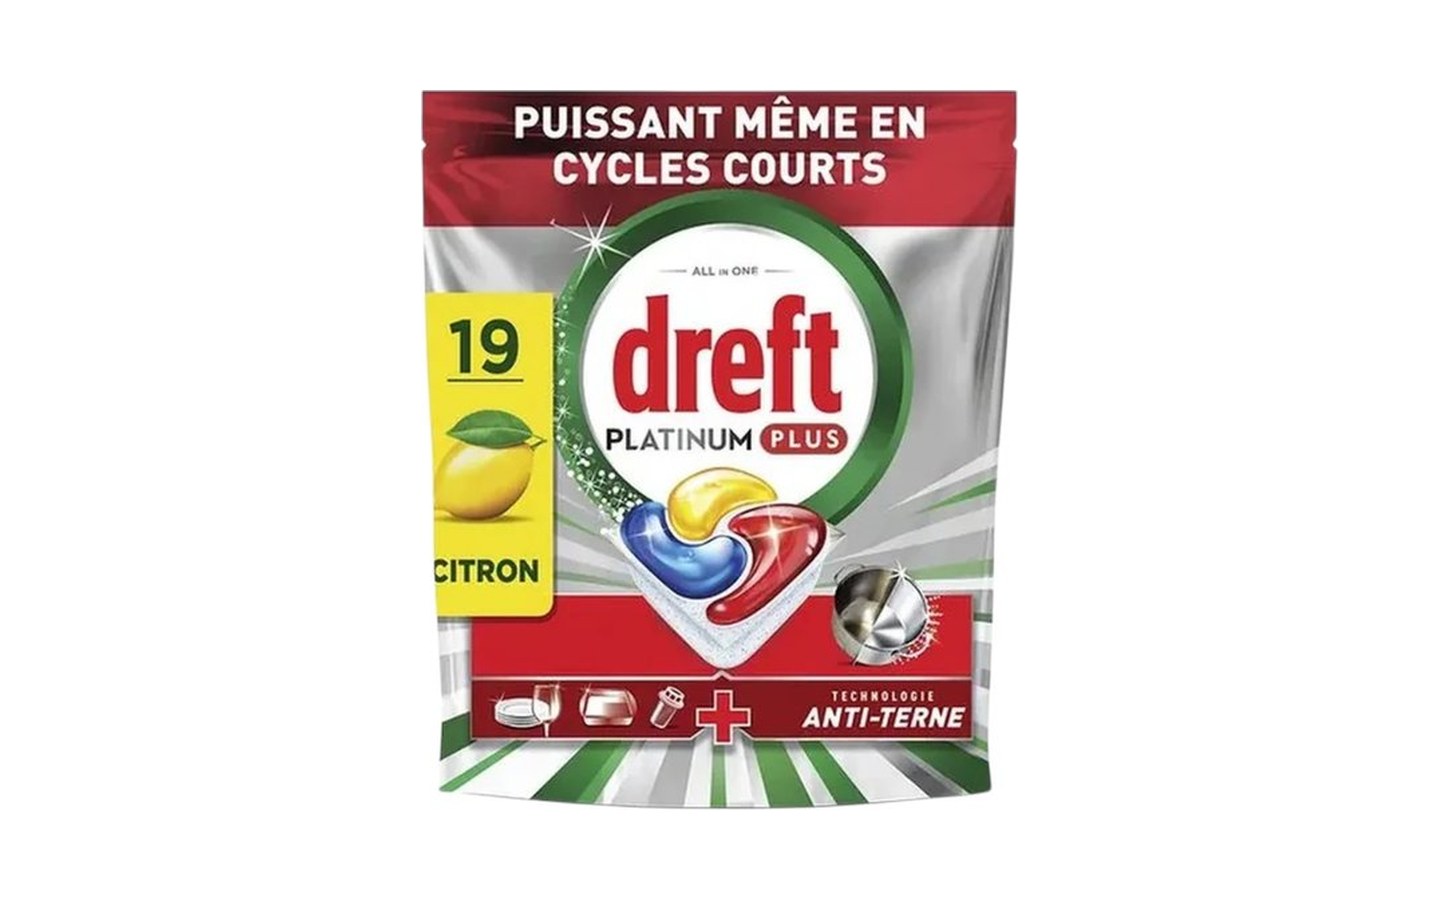 PUISSANT MÊME EN
CYCLES COURTS
ALL IN ONE
dreft
PLATINUM PLUS
19
CITRON
TECHNOLOGIE
ANTI-TERNE